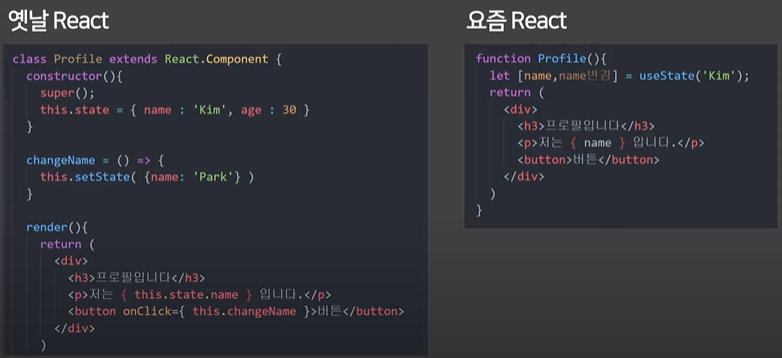 옛날 React
class Profile extends React.Component {
constructor(){
super();
this.state = { name : 'Kim', age : 30 }
}
changeName = () => {
this.setState( {name: 'Park'} )
}
render(){
return (
<div>
<h3>프로필입니다</h3>
<p>저는 { this.state.name } 입니다.</p>
<button onClick={ this.changeName }>버튼</button>
</div>
)
요즘 React
function Profile(){
let [name,name변경] = useState('Kim');
return (
<div>
<h3>프로필입니다</h3>
<p>저는 { name } 입니다.</p>
<button>버튼</button>
</div>
)
}